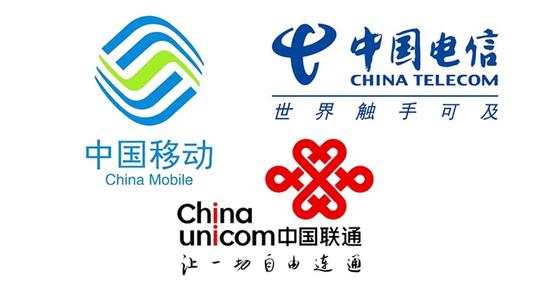 中国移动
China Mobile
中国电信
CHINA TELECOM
世界触手可及
China
unicom中国联通
让一切自由连通